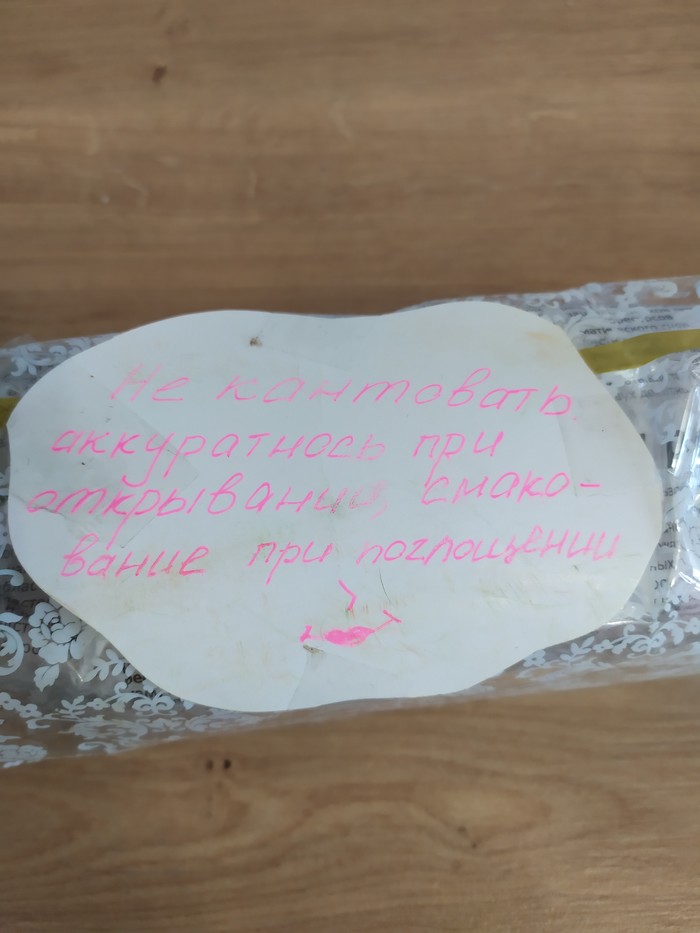 Не кантовать.
аккуратнось при
открывании, смако-
вание при поглощении